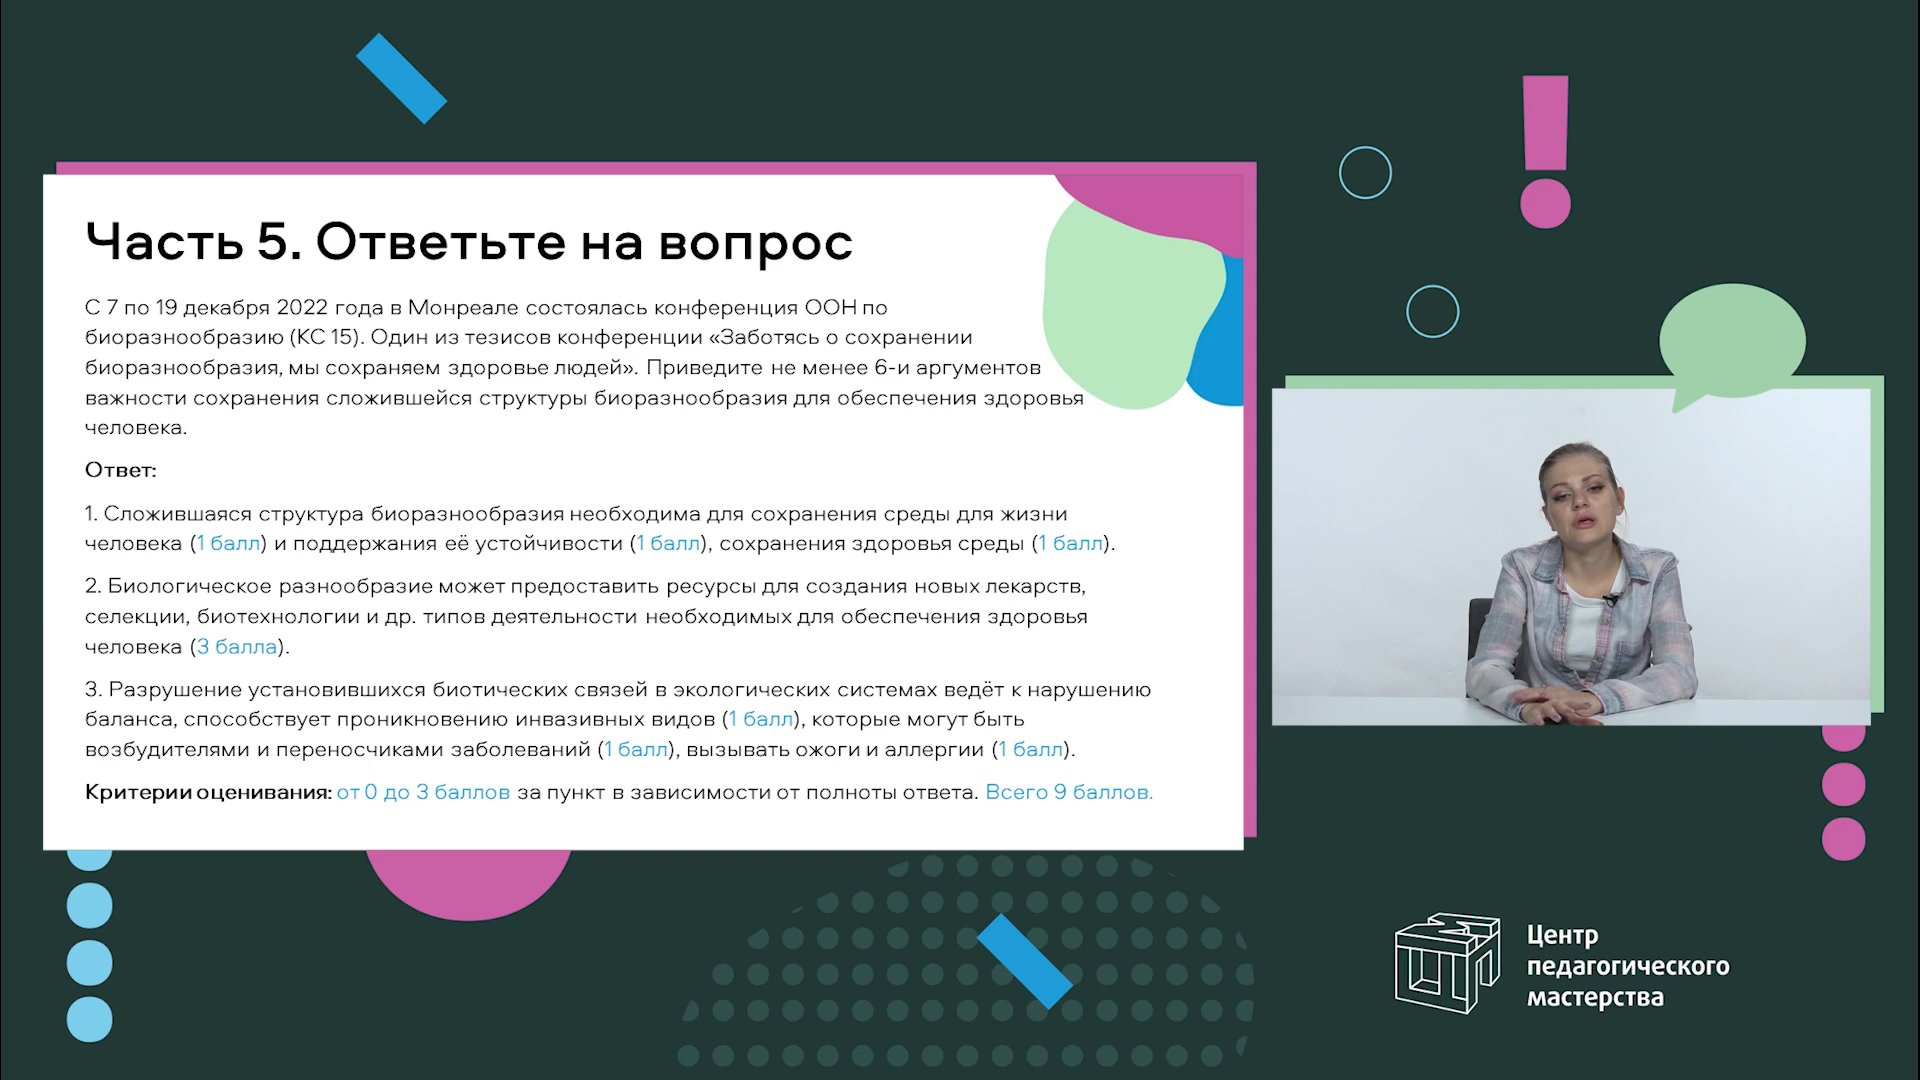 Часть 5. Ответьте на вопрос
С 7 по 19 декабря 2022 года в Монреале состоялась конференция ООН по
биоразнообразию (КС 15). Один из тезисов конференции «Заботясь о сохранении
биоразнообразия, мы сохраняем здоровье людей». Приведите не менее 6-и аргументов
важности сохранения сложившейся структуры биоразнообразия для обеспечения здоровья
человека.
Ответ:
1. Сложившаяся структура биоразнообразия необходима для сохранения среды для жизни
человека (1 балл) и поддержания её устойчивости (1 балл), сохранения здоровья среды (1 балл).
2. Биологическое разнообразие может предоставить ресурсы для создания новых лекарств,
селекции, биотехнологии и др. типов деятельности необходимых для обеспечения здоровья
человека (3 балла).
3. Разрушение установившихся биотических связей в экологических системах ведёт к нарушению
баланса, способствует проникновению инвазивных видов (1 балл), которые могут быть
возбудителями и переносчиками заболеваний (1 балл), вызывать ожоги и аллергии (1 балл).
Критерии оценивания: от 0 до 3 баллов за пункт в зависимости от полноты ответа. Всего 9 баллов.
Центр
педагогического
мастерства